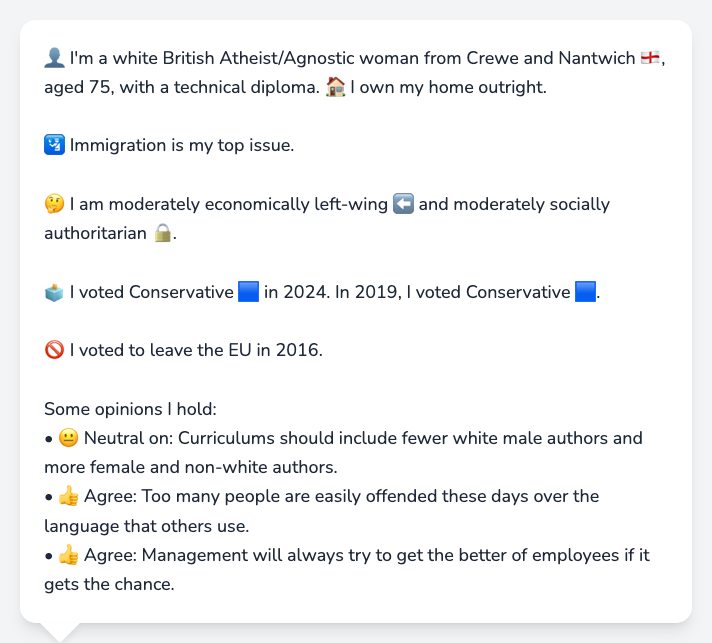 👤 I'm a white British Atheist/Agnostic woman from Crewe and Nantwich 🏴󠁧󠁢󠁥󠁮󠁧󠁿,
aged 75, with a technical diploma. 🏠 I own my home outright.
🛂 Immigration is my top issue.
🤔 I am moderately economically left-wing ⬅️ and moderately socially
authoritarian 🔒.
🗳️ I voted Conservative 🟦 in 2024. In 2019, I voted Conservative 🟦.
🚫 I voted to leave the EU in 2016.
Some opinions I hold:
• 😐 Neutral on: Curriculums should include fewer white male authors and
more female and non-white authors.
• 👍 Agree: Too many people are easily offended these days over the
language that others use.
• 👍 Agree: Management will always try to get the better of employees if it
gets the chance.